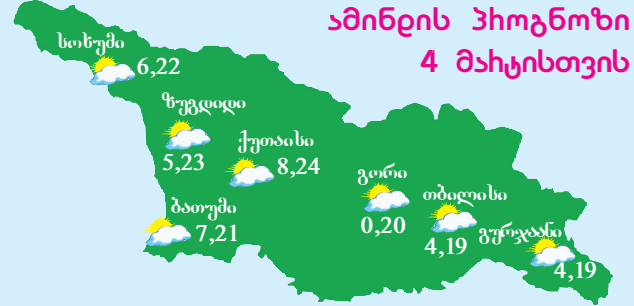 ამინდის პროგნოზი
4 მარტისთვის
სოხუმი
6,22
ზუგდიდი
5,23
ქუთაისი
8,24
ბათუმი
7,21
გორი
0,20
თბილისი
4,19
გურჯაანი
4,19